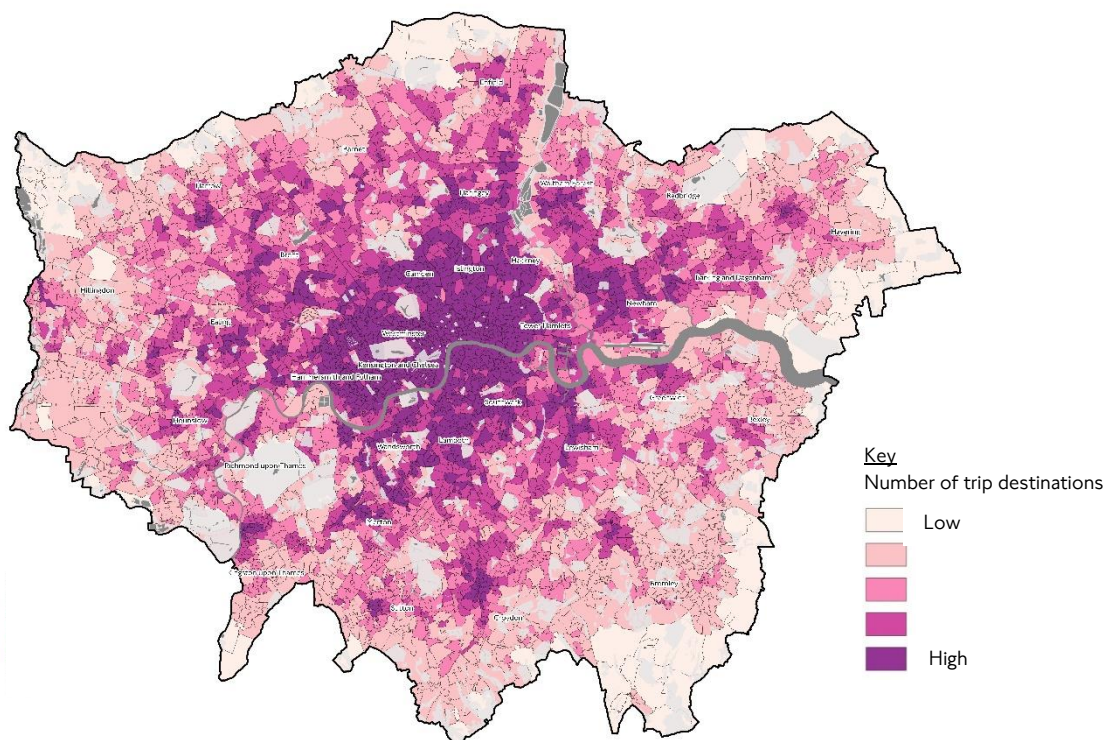 Enfield
Barnet
Harrow
Haringey
Waltham Forest
Redbridge
Havering
Brent
Camden
Islington
Hackney
Barking and Dagenham
Hillingdon
Newham
Ealing
Westminster
Tower Hamlets
Kensington and Chelsea
Hammersmith and Fulham
Southwark
Greenwich
Hounslow
Bexley
Lambeth
Wandsworth
Lewisham
Richmond upon Thames
Merton
Kingston upon Thames
Bromley
Sutton
Croydon
Key
Number of trip destinations
Low
High